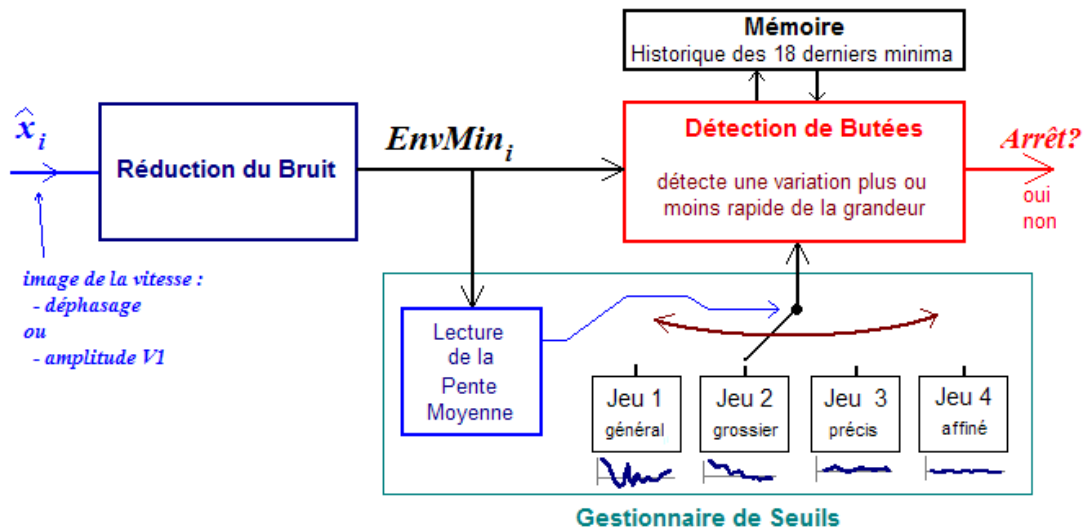 Mémoire
Historique des 18 derniers minima
x̂ᵢ
Réduction du Bruit
EnvMinᵢ
Détection de Butées
détecte une variation plus ou
moins rapide de la grandeur
Arrêt?
oui
non
image de la vitesse :
- déphasage
ou
- amplitude V1
Lecture
de la
Pente
Moyenne
Jeu 1
général
Jeu 2
grossier
Jeu 3
précis
Jeu 4
affiné
Gestionnaire de Seuils